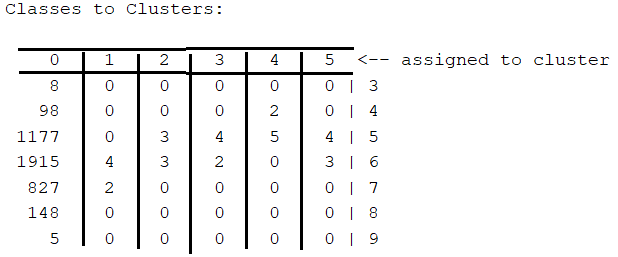 Classes to Clusters:
0 1 2 3 4 5 <-- assigned to cluster
8 0 0 0 0 0 | 3
98 0 0 0 2 0 | 4
1177 0 3 4 5 4 | 5
1915 4 3 2 0 3 | 6
827 2 0 0 0 0 | 7
148 0 0 0 0 0 | 8
5 0 0 0 0 0 | 9